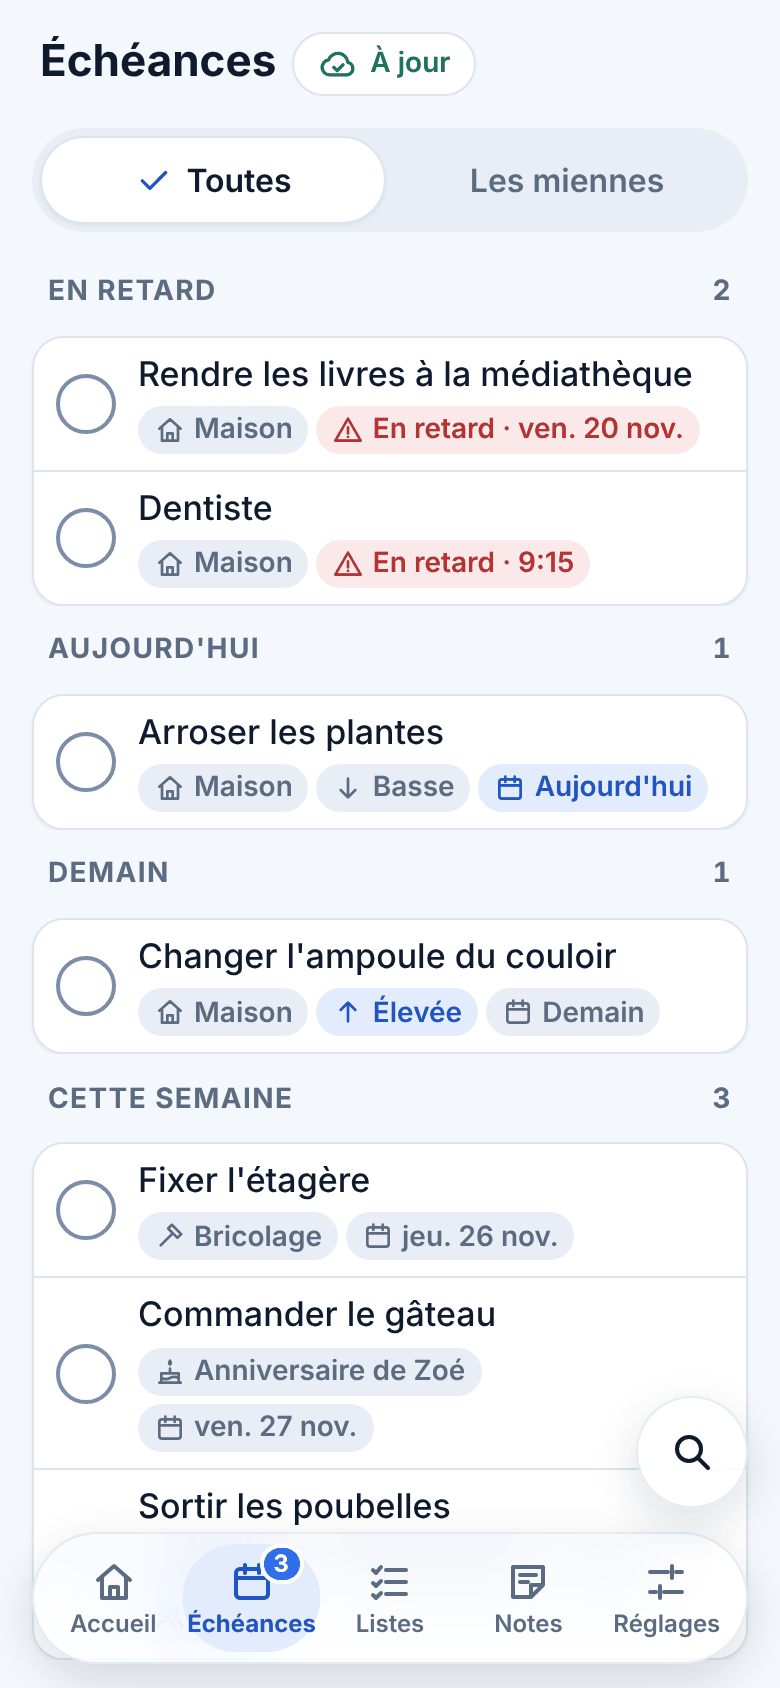 Échéances À jour
Toutes Les miennes
EN RETARD 2
Rendre les livres à la médiathèque
Maison En retard · ven. 20 nov.
Dentiste
Maison En retard · 9:15
AUJOURD'HUI 1
Arroser les plantes
Maison Basse Aujourd'hui
DEMAIN 1
Changer l'ampoule du couloir
Maison Élevée Demain
CETTE SEMAINE 3
Fixer l'étagère
Bricolage jeu. 26 nov.
Commander le gâteau
Anniversaire de Zoé
ven. 27 nov.
Sortir les poubelles
3
Accueil Échéances Listes Notes Réglages